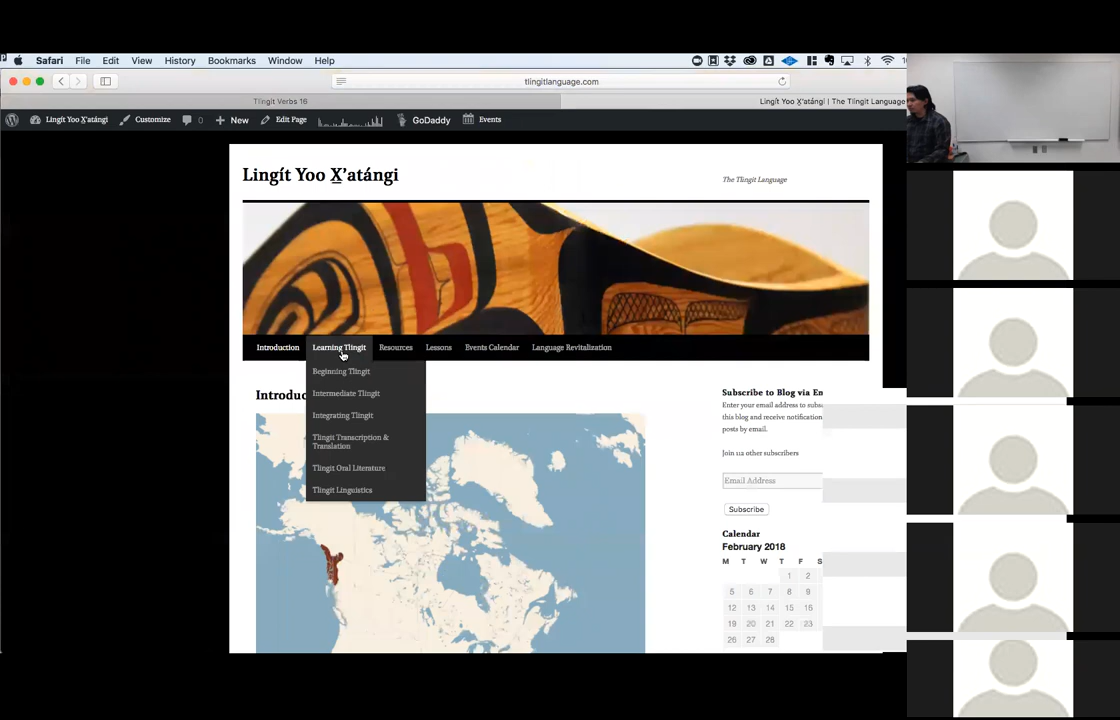 Safari File Edit View History Bookmarks Window Help
tlingitlanguage.com
Tlingit Verbs 16
Lingít Yoo X̱'atángi | The Tlingit Language
Lingít Yoo X̱'atángi Customize 0 New Edit Page GoDaddy Events
Lingít Yoo X̱'atángi
The Tlingit Language
Introduction Learning Tlingit Resources Lessons Events Calendar Language Revitalization
Beginning Tlingit
Intermediate Tlingit
Integrating Tlingit
Tlingit Transcription &
Translation
Tlingit Oral Literature
Tlingit Linguistics
Introduc
Subscribe to Blog via Em
Enter your email address to subsc
this blog and receive notification
posts by email.
Join 112 other subscribers
Email Address
Subscribe
Calendar
February 2018
M T W T F S
1 2
5 6 7 8 9
12 13 14 15 16
19 20 21 22 23
26 27 28